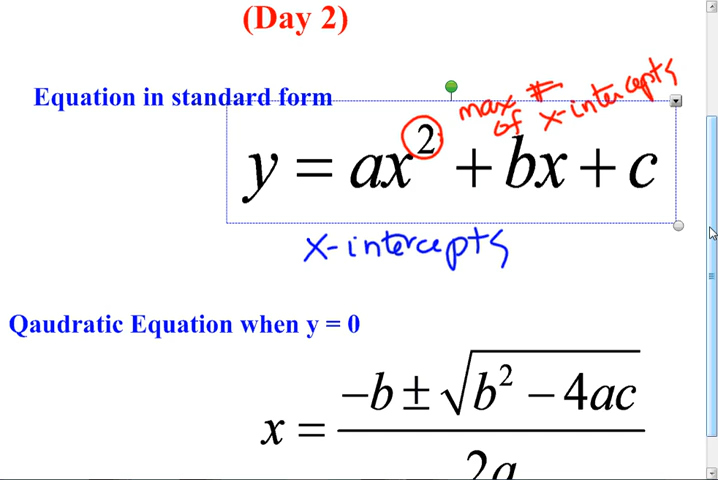 (Day 2)
Equation in standard form
max # of x-intercepts
y = ax² + bx + c
x-intercepts
Qaudratic Equation when y = 0
x = (-b ± √(b² - 4ac)) / 2a